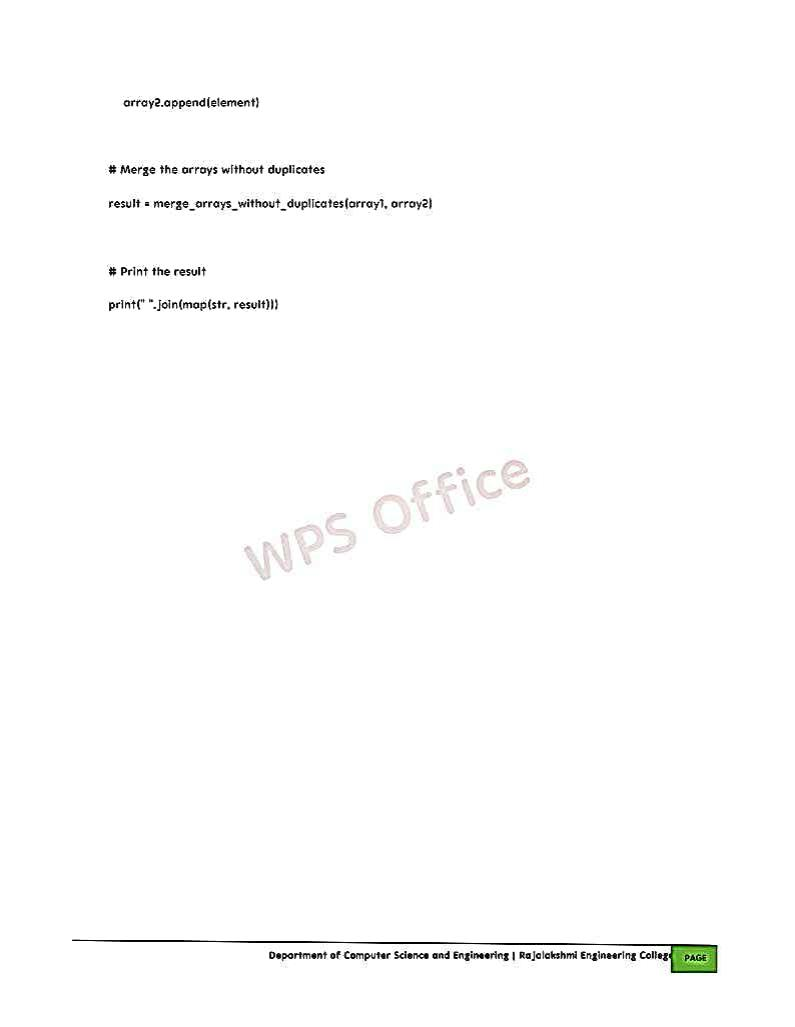 array2.append(element)
# Merge the arrays without duplicates
result = merge_arrays_without_duplicates(array1, array2)
# Print the result
print(" ".join(map(str, result)))
WPS Office
Department of Computer Science and Engineering | Rajalakshmi Engineering College
PAGE